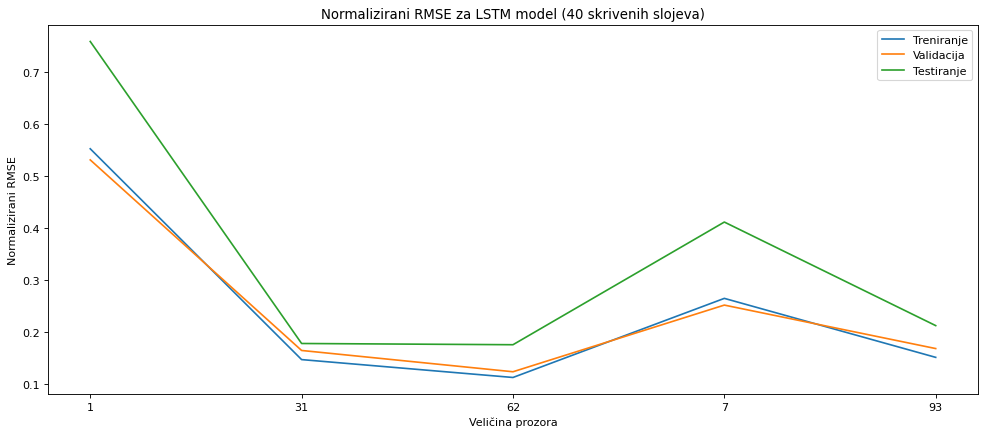 Normalizirani RMSE za LSTM model (40 skrivenih slojeva)
Treniranje
Validacija
Testiranje
Normalizirani RMSE
0.7
0.6
0.5
0.4
0.3
0.2
0.1
1 31 62 7 93
Veličina prozora